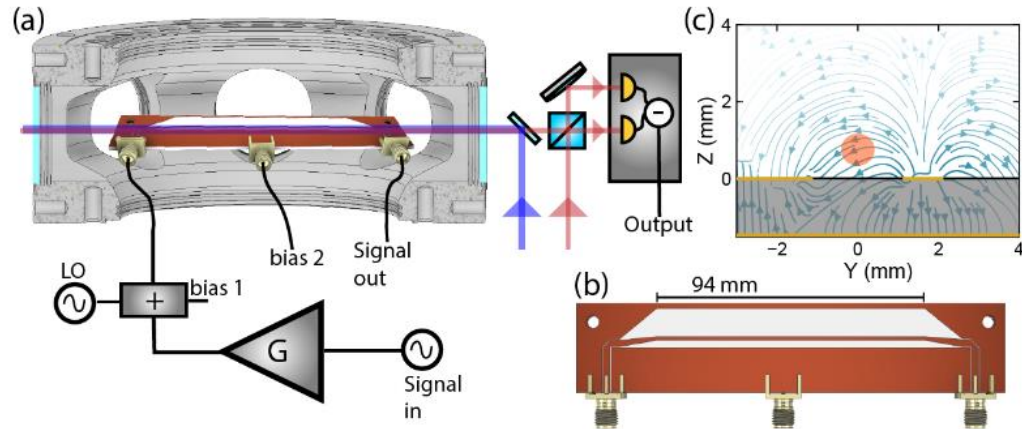 (a)
Output
bias 2
Signal
out
LO
bias 1
+
G
Signal
in
−
(c)
4
2
0
Z (mm)
−2
0
2
4
Y (mm)
94 mm
(b)